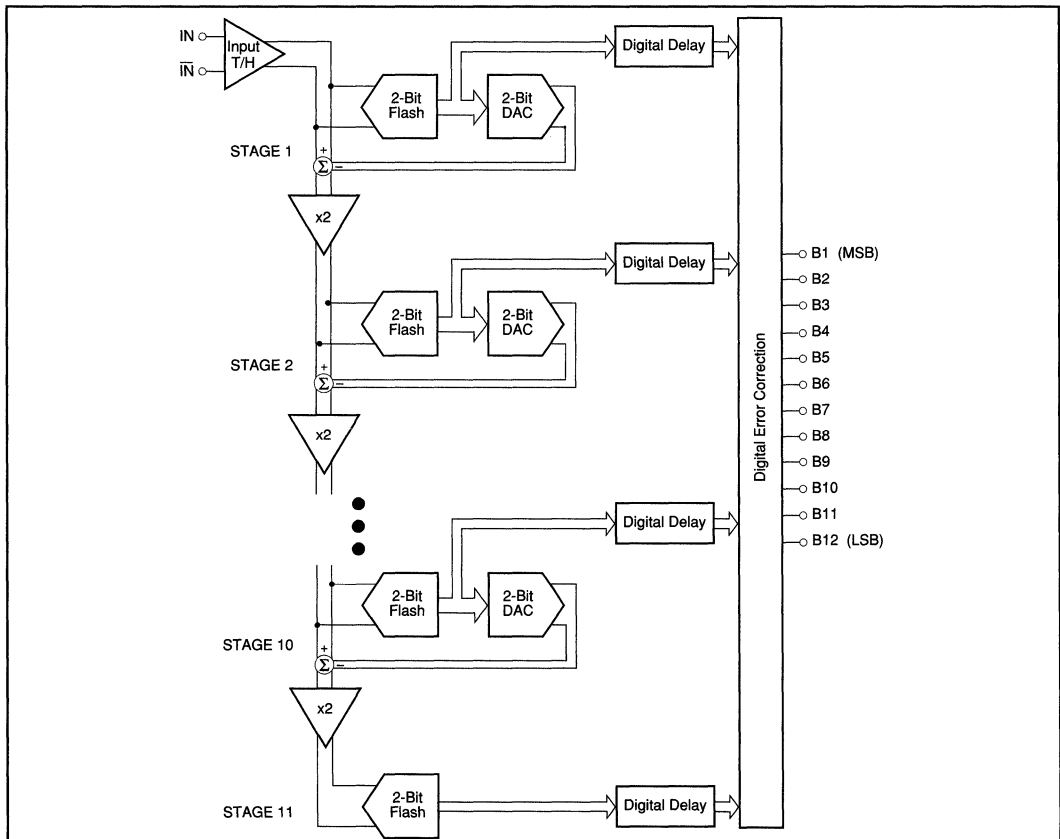 IN
Input
T/H
Digital Delay
I̅N̅
2-Bit
Flash
2-Bit
DAC
STAGE 1
+
Σ
−
x2
Digital Delay
2-Bit
Flash
2-Bit
DAC
STAGE 2
+
Σ
−
x2
Digital Delay
2-Bit
Flash
2-Bit
DAC
STAGE 10
+
Σ
−
x2
2-Bit
Flash
STAGE 11
Digital Delay
Digital Error Correction
B1 (MSB)
B2
B3
B4
B5
B6
B7
B8
B9
B10
B11
B12 (LSB)